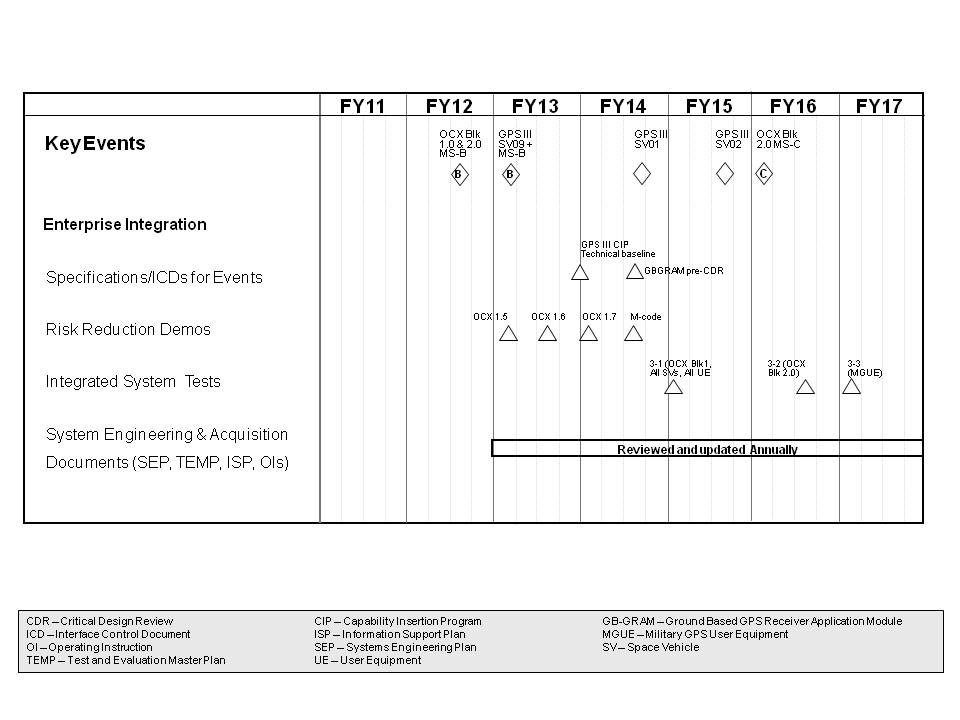 FY11 FY12 FY13 FY14 FY15 FY16 FY17
Key Events
OCX Blk
1.0 & 2.0
MS-B
B
GPS III
SV09 +
MS-B
B
GPS III
SV01
GPS III
SV02
OCX Blk
2.0 MS-C
C
Enterprise Integration
Specifications/ICDs for Events
GPS III CIP
Technical baseline
GBGRAM pre-CDR
Risk Reduction Demos
OCX 1.5 OCX 1.6 OCX 1.7 M-code
Integrated System Tests
3-1 (OCX Blk1,
All SVs, All UE
3-2 (OCX
Blk 2.0)
3-3
(MGUE)
System Engineering & Acquisition
Documents (SEP, TEMP, ISP, OIs)
Reviewed and updated Annually
CDR – Critical Design Review
ICD – Interface Control Document
OI – Operating Instruction
TEMP – Test and Evaluation Master Plan
CIP – Capability Insertion Program
ISP – Information Support Plan
SEP – Systems Engineering Plan
UE – User Equipment
GB-GRAM – Ground Based GPS Receiver Application Module
MGUE – Military GPS User Equipment
SV – Space Vehicle